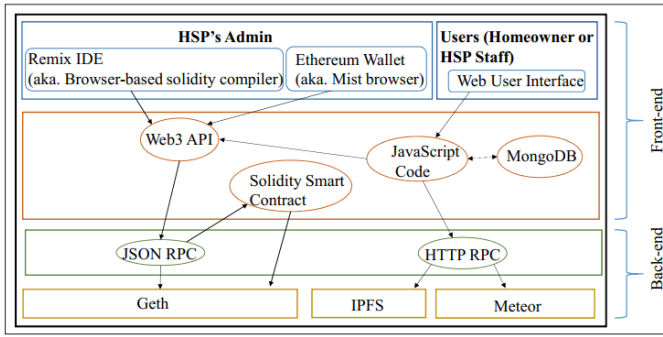 HSP's Admin
Remix IDE
(aka. Browser-based solidity compiler)
Ethereum Wallet
(aka. Mist browser)
Users (Homeowner or
HSP Staff)
Web User Interface
Web3 API
JavaScript
Code
MongoDB
Solidity Smart
Contract
Front-end
JSON RPC
HTTP RPC
Geth
IPFS
Meteor
Back-end